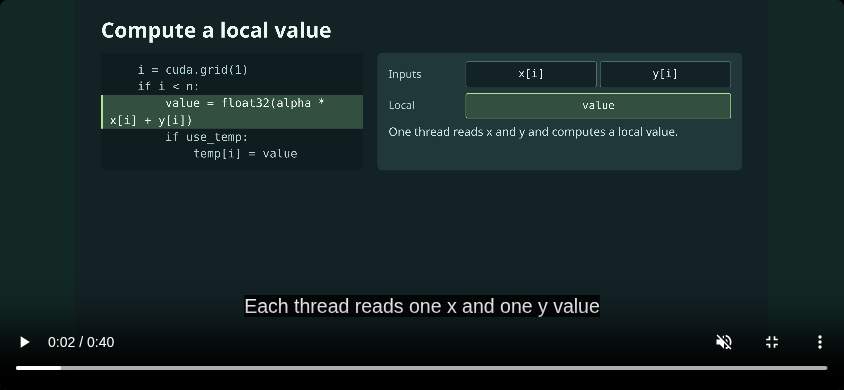 Compute a local value
i = cuda.grid(1)
if i < n:
value = float32(alpha *
x[i] + y[i])
if use_temp:
temp[i] = value
Inputs
x[i]
y[i]
Local
value
One thread reads x and y and computes a local value.
Each thread reads one x and one y value
0:02 / 0:40